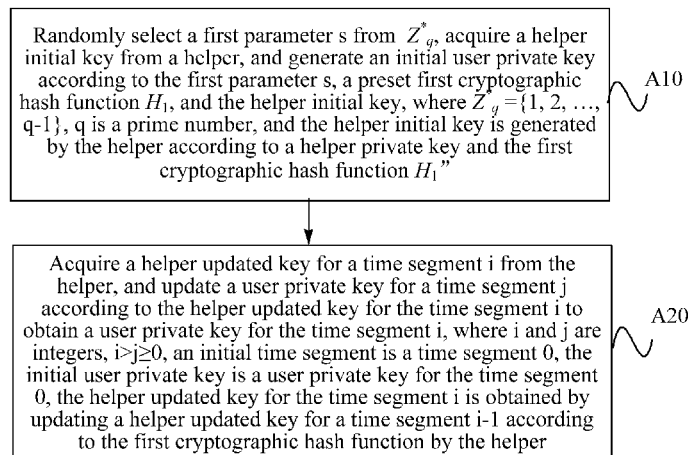 Randomly select a first parameter s from Z*q, acquire a helper
initial key from a helper, and generate an initial user private key
according to the first parameter s, a preset first cryptographic
hash function H1, and the helper initial key, where Z*q ={1, 2, …,
q-1}, q is a prime number, and the helper initial key is generated
by the helper according to a helper private key and the first
cryptographic hash function H1”
A10
Acquire a helper updated key for a time segment i from the
helper, and update a user private key for a time segment j
according to the helper updated key for the time segment i to
obtain a user private key for the time segment i, where i and j are
integers, i>j≥0, an initial time segment is a time segment 0, the
initial user private key is a user private key for the time segment
0, the helper updated key for the time segment i is obtained by
updating a helper updated key for a time segment i-1 according
to the first cryptographic hash function by the helper
A20